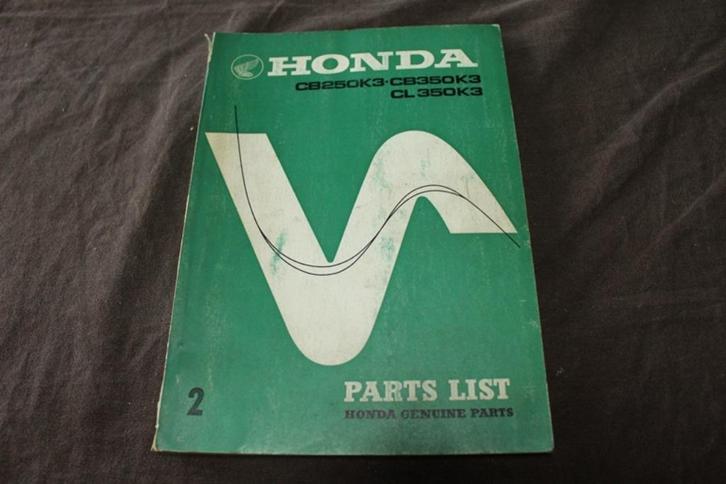 HONDA
CB250K3·CB350K3
CL350K3
2
PARTS LIST
HONDA GENUINE PARTS